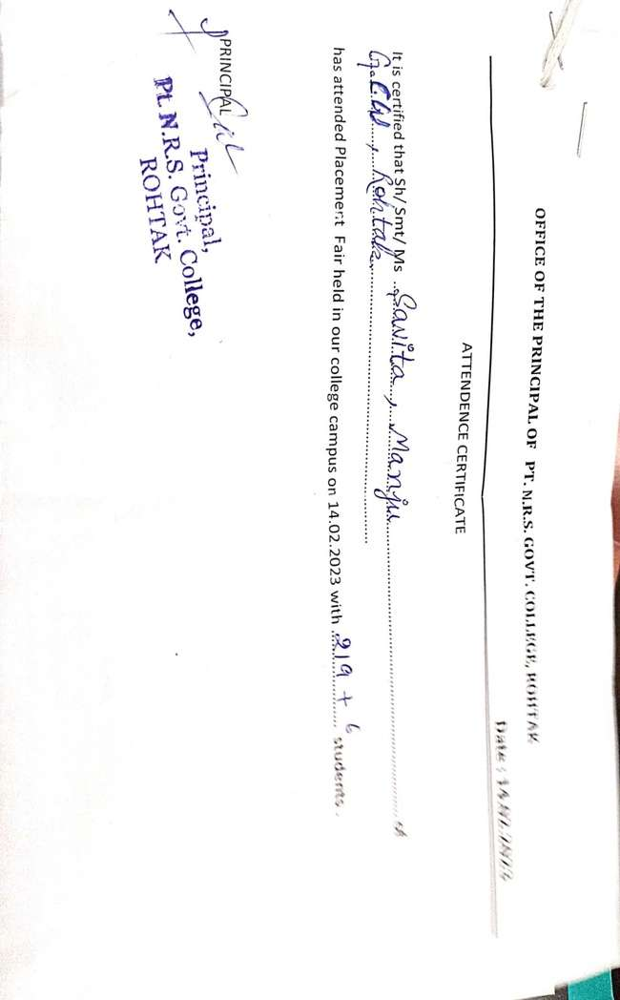 OFFICE OF THE PRINCIPAL OF PT. N.R.S. GOVT. COLLEGE, ROHTAK
Date : 14.02.2023
ATTENDENCE CERTIFICATE
It is certified that Sh/ Smt/ Ms ..Savita, Manju.......... of
G.C.W, Rohtak..........
has attended Placement Fair held in our college campus on 14.02.2023 with ..219 + 6.. students.
PRINCIPAL
Principal,
Pt. N.R.S. Govt. College,
ROHTAK